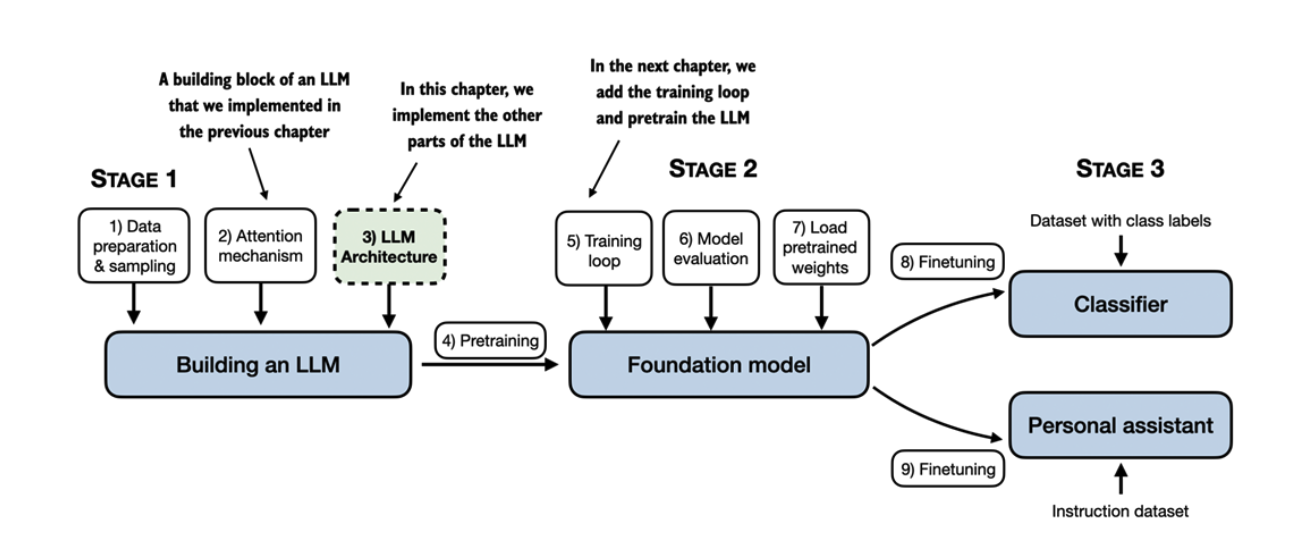 A building block of an LLM
that we implemented in
the previous chapter
In this chapter, we
implement the other
parts of the LLM
In the next chapter, we
add the training loop
and pretrain the LLM
STAGE 1
STAGE 2
STAGE 3
1) Data
preparation
& sampling
2) Attention
mechanism
3) LLM
Architecture
5) Training
loop
6) Model
evaluation
7) Load
pretrained
weights
Dataset with class labels
8) Finetuning
Classifier
Building an LLM
4) Pretraining
Foundation model
Personal assistant
9) Finetuning
Instruction dataset